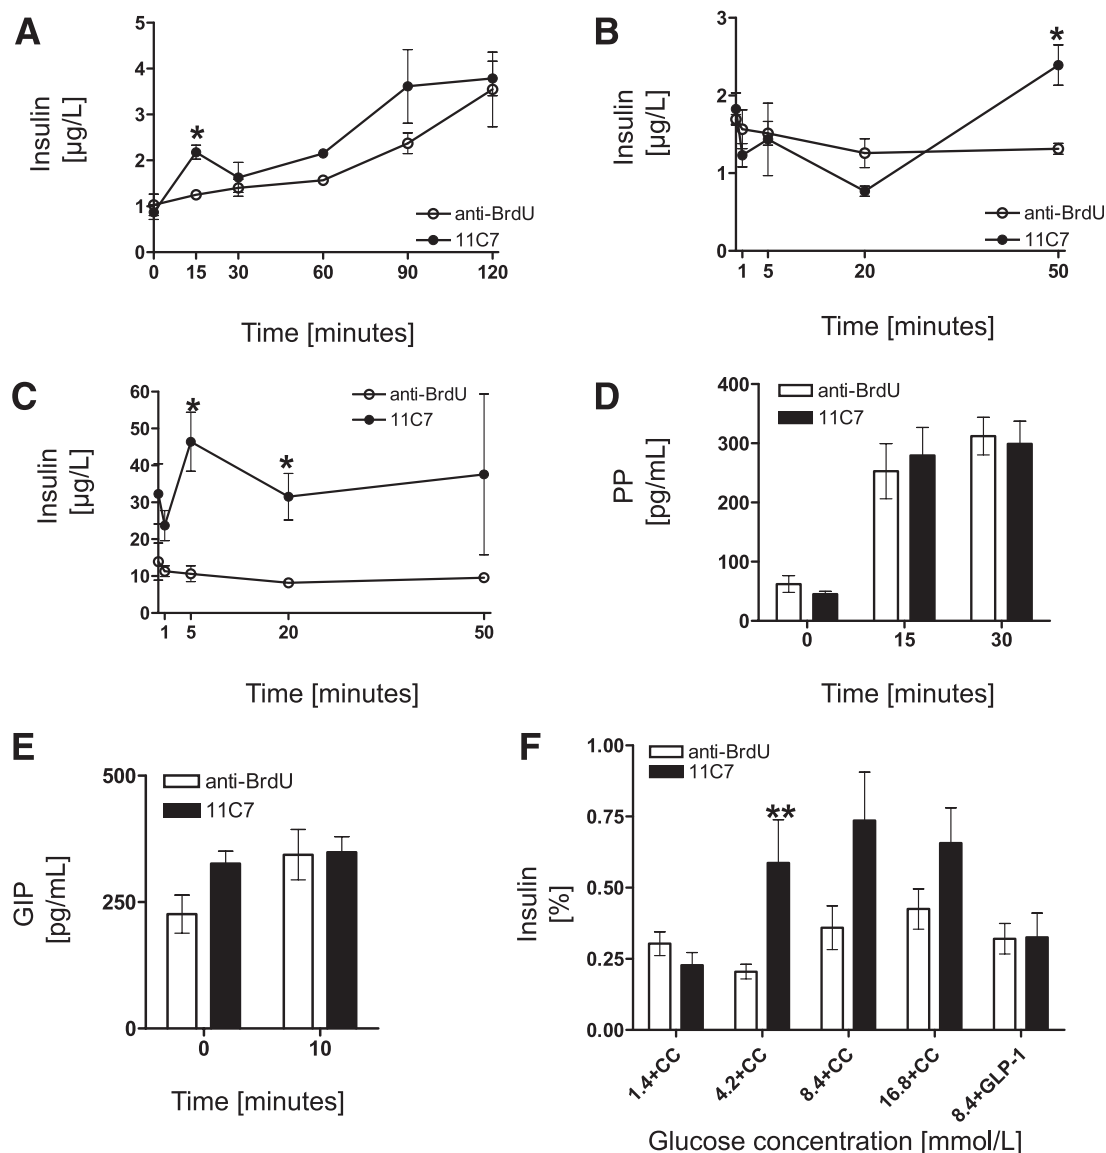 A
5
4
3
2
1
0
Insulin
[µg/L]
*
anti-BrdU
11C7
0 15 30 60 90 120
Time [minutes]
B
3
2
1
0
Insulin
[µg/L]
*
anti-BrdU
11C7
1 5 20 50
Time [minutes]
C
60
50
40
30
20
10
0
Insulin
[µg/L]
* *
anti-BrdU
11C7
1 5 20 50
Time [minutes]
D
400
300
200
100
0
PP
[pg/mL]
anti-BrdU
11C7
0 15 30
Time [minutes]
E
500
250
0
GIP
[pg/mL]
anti-BrdU
11C7
0 10
Time [minutes]
F
1.00
0.75
0.50
0.25
0.00
Insulin
[%]
anti-BrdU
11C7
**
1.4+CC
4.2+CC
8.4+CC
16.8+CC
8.4+GLP-1
Glucose concentration [mmol/L]